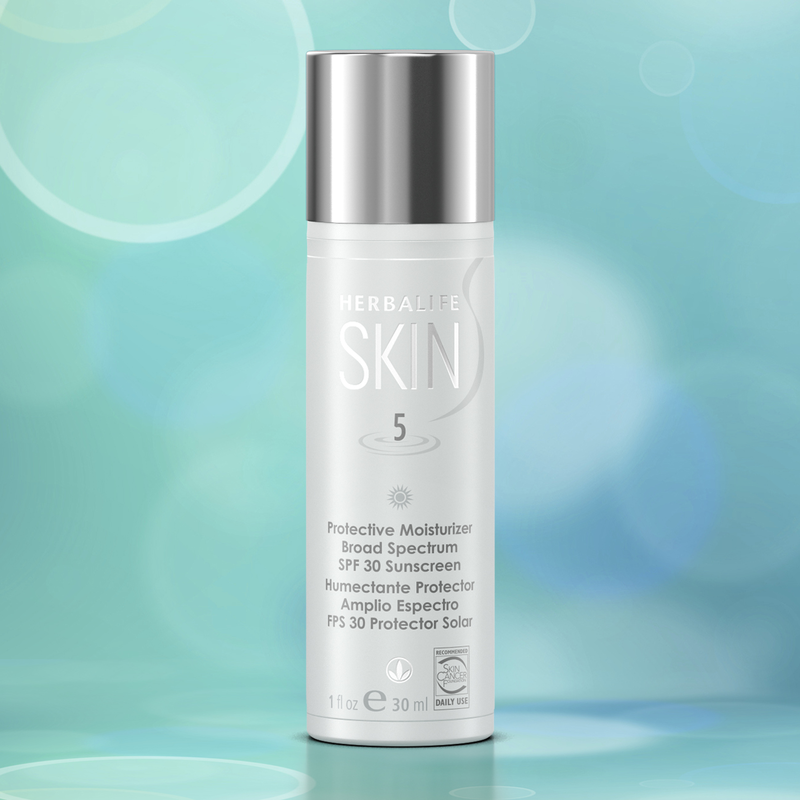 HERBALIFE
SKIN
5
Protective Moisturizer
Broad Spectrum
SPF 30 Sunscreen
Humectante Protector
Amplio Espectro
FPS 30 Protector Solar
1 fl oz e 30 ml
RECOMMENDED
SKIN
CANCER
FOUNDATION
DAILY USE